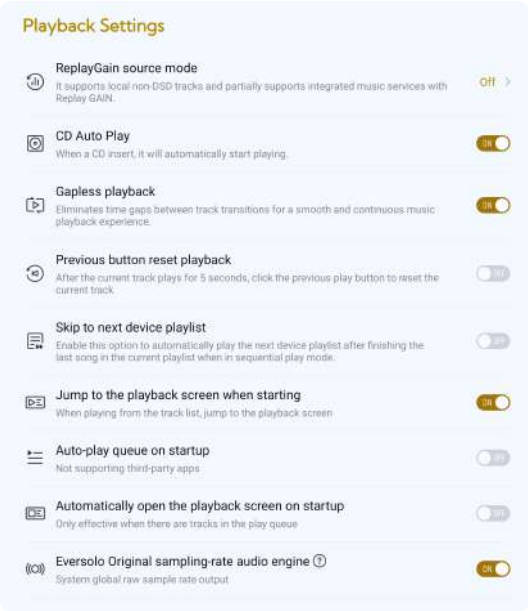 Playback Settings
ReplayGain source mode
It supports local non-DSD tracks and partially supports integrated music services with
Replay GAIN.
Off
CD Auto Play
When a CD insert, it will automatically start playing.
ON
Gapless playback
Eliminates time gaps between track transitions for a smooth and continuous music
playback experience.
ON
Previous button reset playback
After the current track plays for 5 seconds, click the previous play button to reset the
current track
OFF
Skip to next device playlist
Enable this option to automatically play the next device playlist after finishing the
last song in the current playlist when in sequential play mode.
OFF
Jump to the playback screen when starting
When playing from the track list, jump to the playback screen
ON
Auto-play queue on startup
Not supporting third-party apps
OFF
Automatically open the playback screen on startup
Only effective when there are tracks in the play queue
OFF
Eversolo Original sampling-rate audio engine ?
System global raw sample rate output
ON